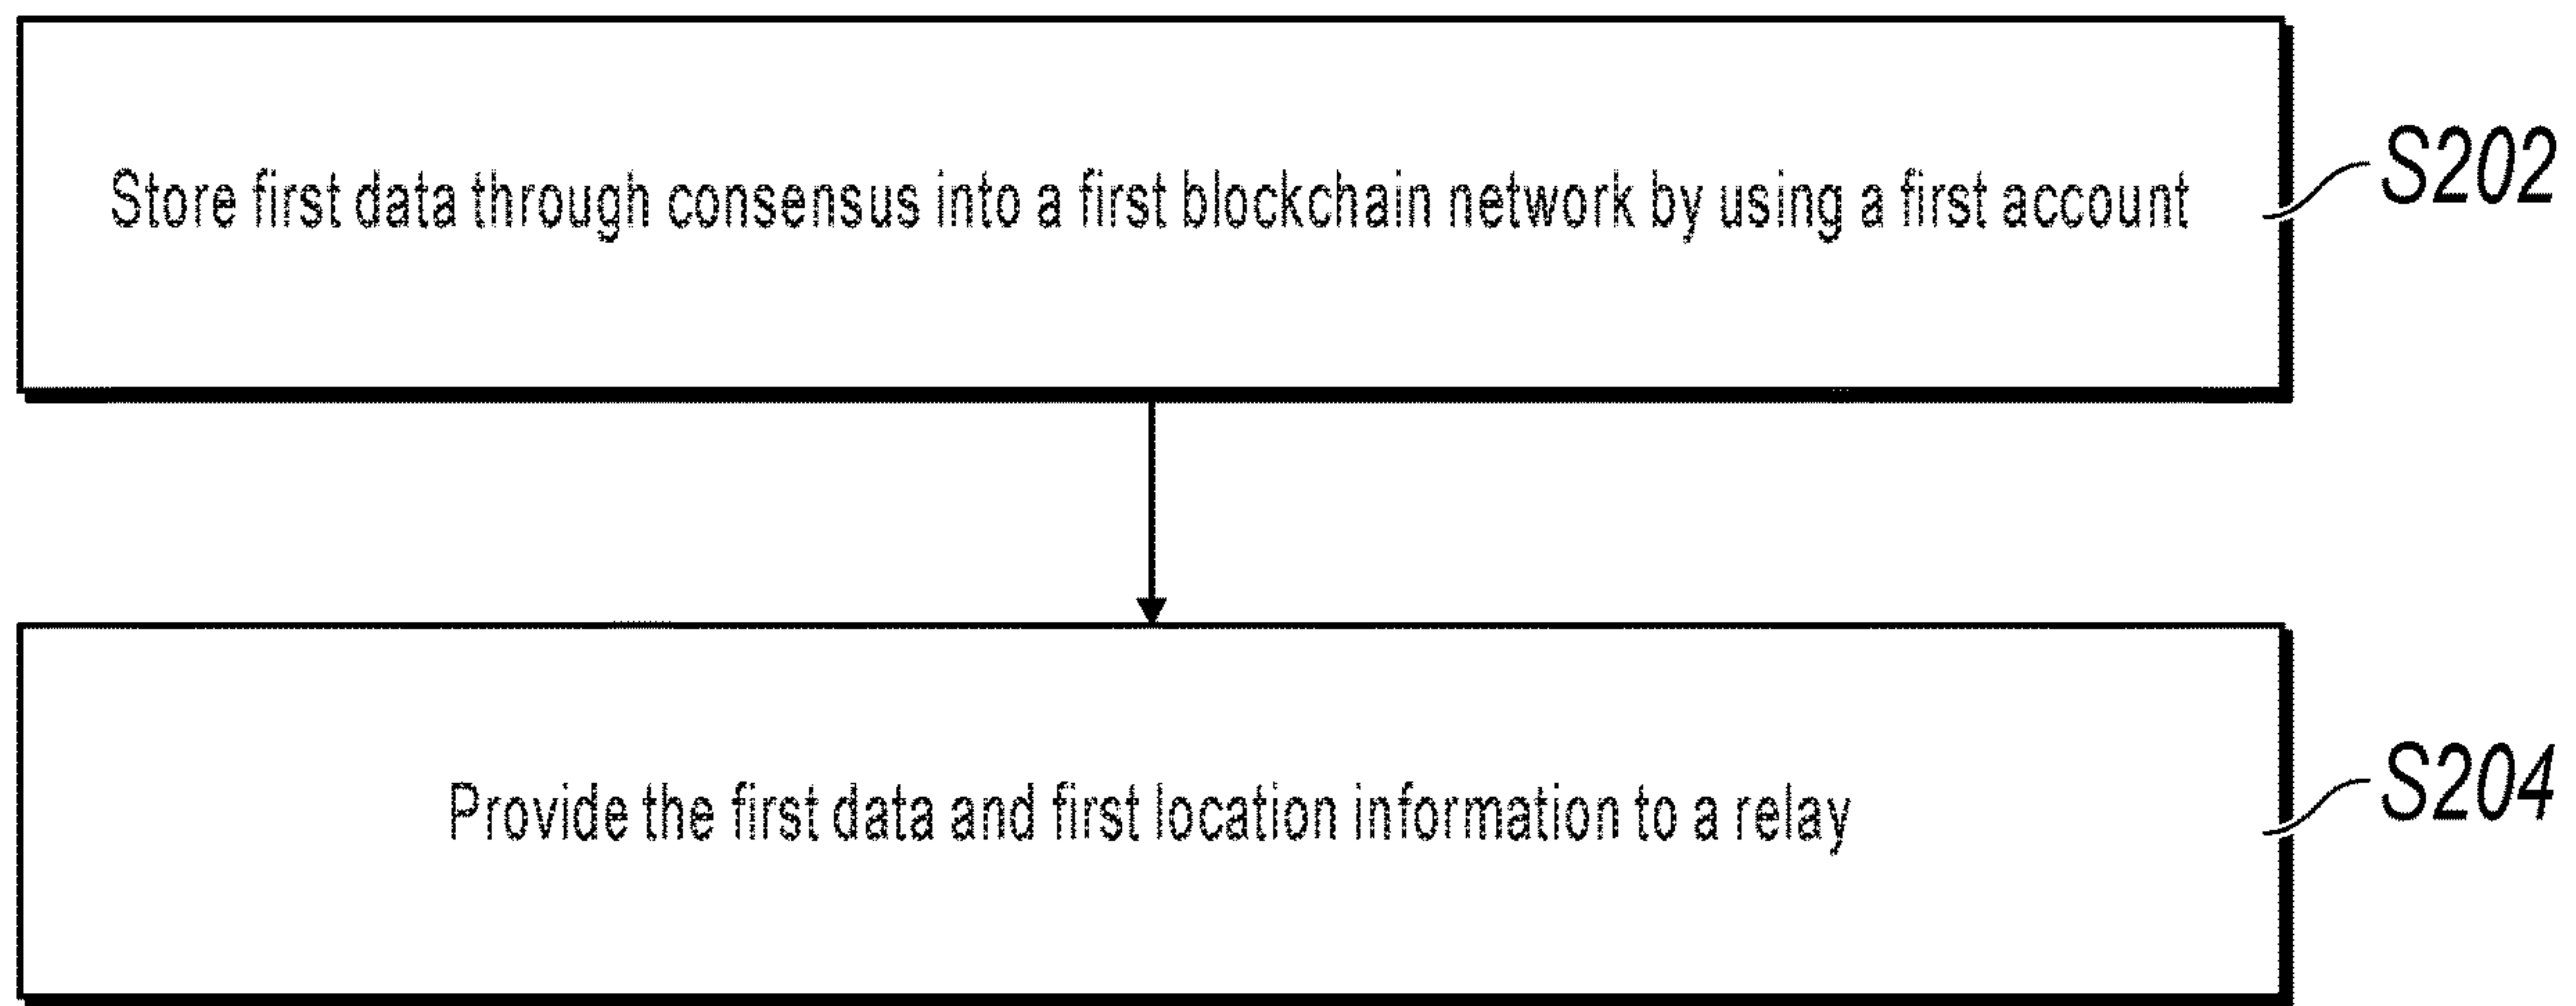 Store first data through consensus into a first blockchain network by using a first account
S202
Provide the first data and first location information to a relay
S204